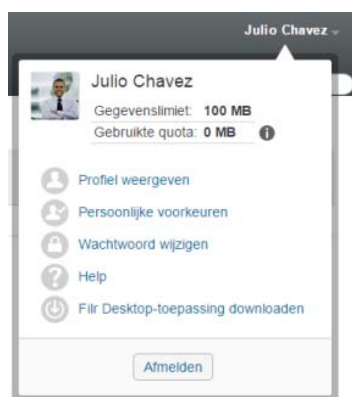 Julio Chavez
Julio Chavez
Gegevenslimiet: 100 MB
Gebruikte quota: 0 MB
Profiel weergeven
Persoonlijke voorkeuren
Wachtwoord wijzigen
Help
Filr Desktop-toepassing downloaden
Afmelden